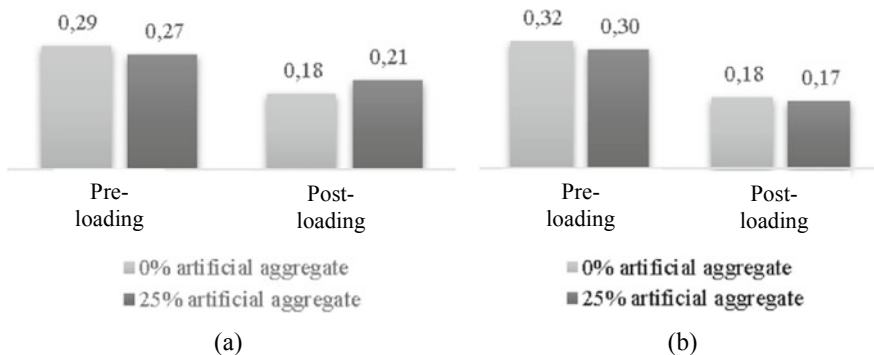 0,29
0,27
0,18
0,21
Pre-
loading
Post-
loading
0% artificial aggregate
25% artificial aggregate
(a)
0,32
0,30
0,18
0,17
Pre-
loading
Post-
loading
0% artificial aggregate
25% artificial aggregate
(b)